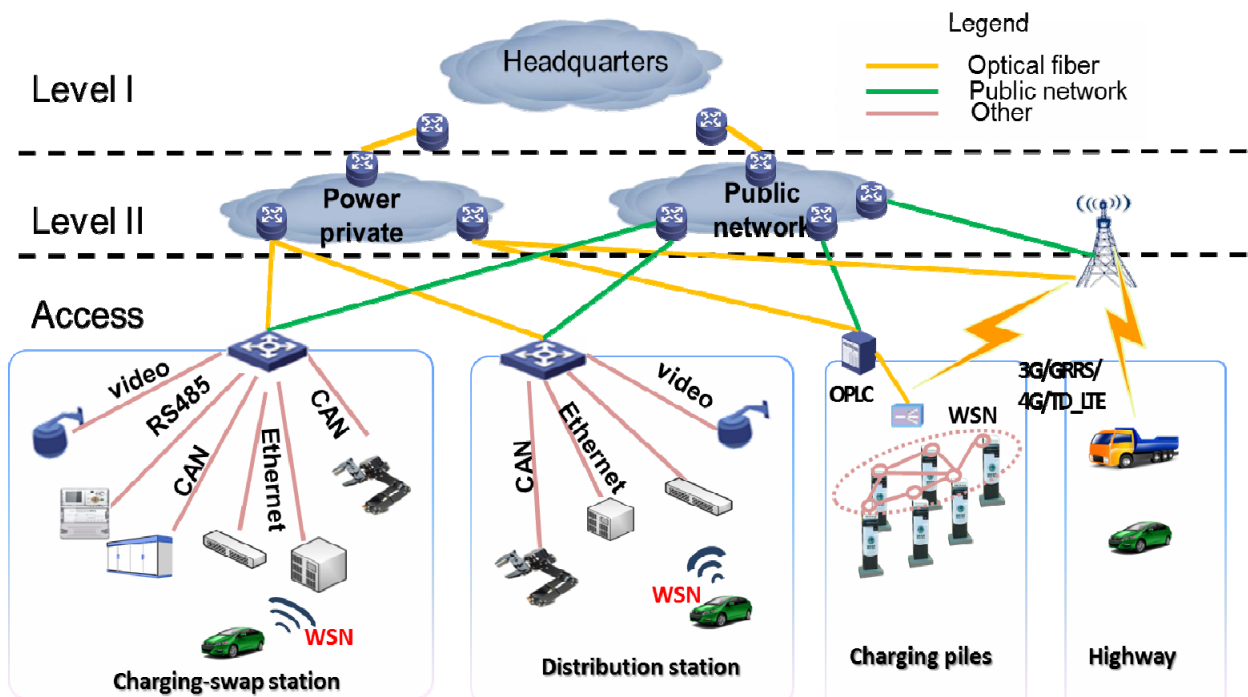 Legend
Headquarters
Optical fiber
Public network
Other
Level I
Level II
Power
private
Public
network
Access
video
RS485
CAN
Ethernet
CAN
CAN
Ethernet
video
OPLC
3G/GRRS/
4G/TD_LTE
WSN
WSN
WSN
Charging-swap station
Distribution station
Charging piles
Highway